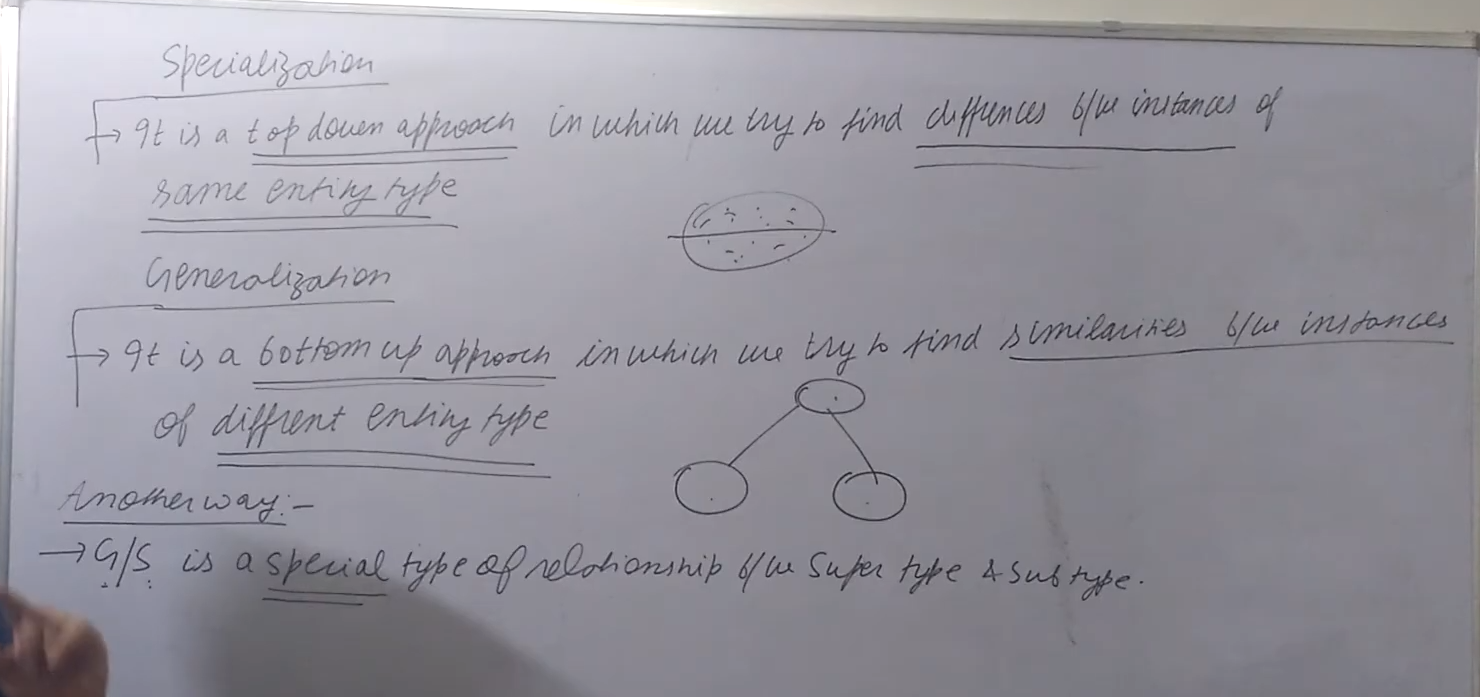 Specialization
→ It is a top down approach in which we try to find diffrences b/w instances of
same entity type
Generalization
→ It is a bottom up approach in which we try to find similarities b/w instances
of diffrent entity type
Another way:-
→ G/S is a special type of relationship b/w Super type & Sub type.